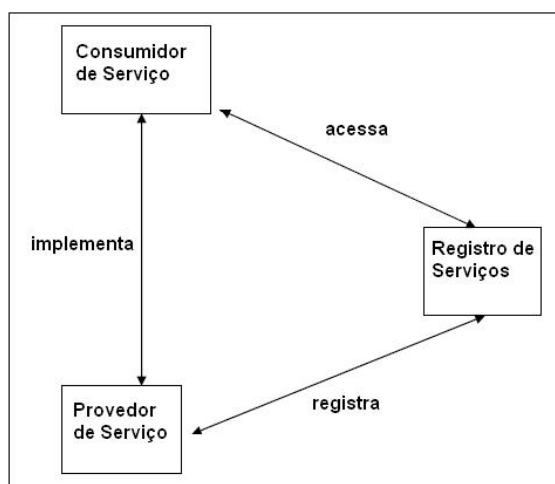 Consumidor
de Serviço
acessa
implementa
Registro de
Serviços
Provedor
de Serviço
registra